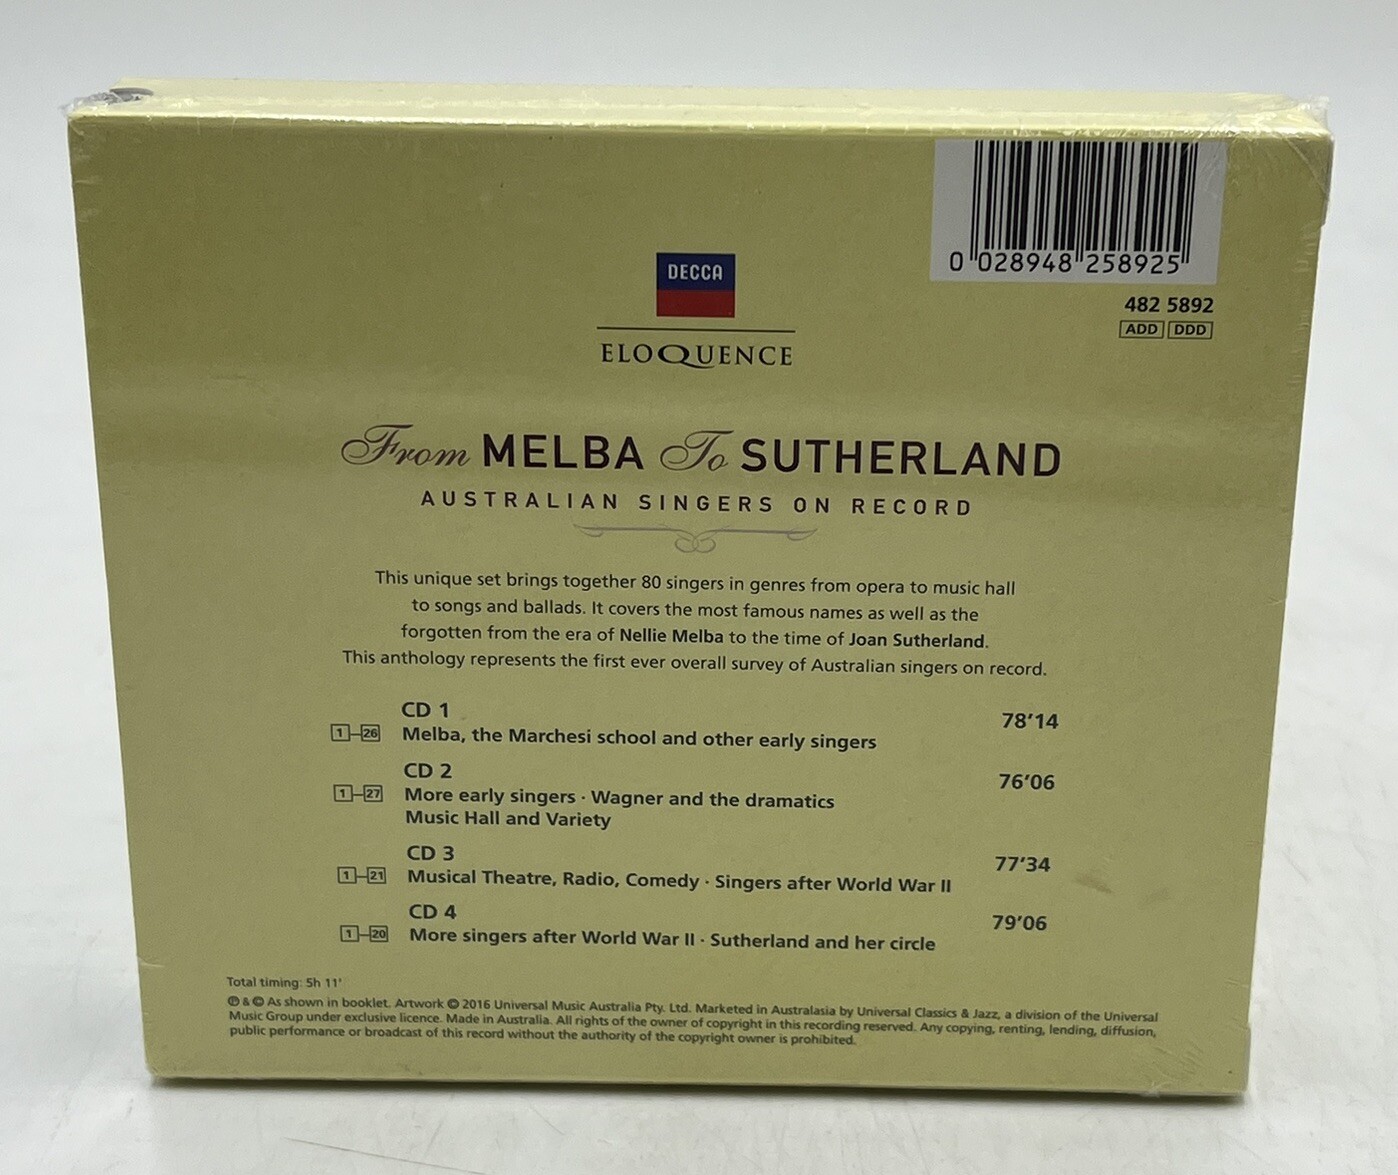 0 028948 258925
482 5892
ADD DDD
DECCA
ELOQUENCE
From MELBA To SUTHERLAND
AUSTRALIAN SINGERS ON RECORD
This unique set brings together 80 singers in genres from opera to music hall
to songs and ballads. It covers the most famous names as well as the
forgotten from the era of Nellie Melba to the time of Joan Sutherland.
This anthology represents the first ever overall survey of Australian singers on record.
CD 1 78'14
1–26 Melba, the Marchesi school and other early singers
CD 2 76'06
1–27 More early singers · Wagner and the dramatics
Music Hall and Variety
CD 3 77'34
1–21 Musical Theatre, Radio, Comedy · Singers after World War II
CD 4 79'06
1–20 More singers after World War II · Sutherland and her circle
Total timing: 5h 11'
℗ & © As shown in booklet. Artwork © 2016 Universal Music Australia Pty. Ltd. Marketed in Australasia by Universal Classics & Jazz, a division of the Universal
Music Group under exclusive licence. Made in Australia. All rights of the owner of copyright in this recording reserved. Any copying, renting, lending, diffusion,
public performance or broadcast of this record without the authority of the copyright owner is prohibited.